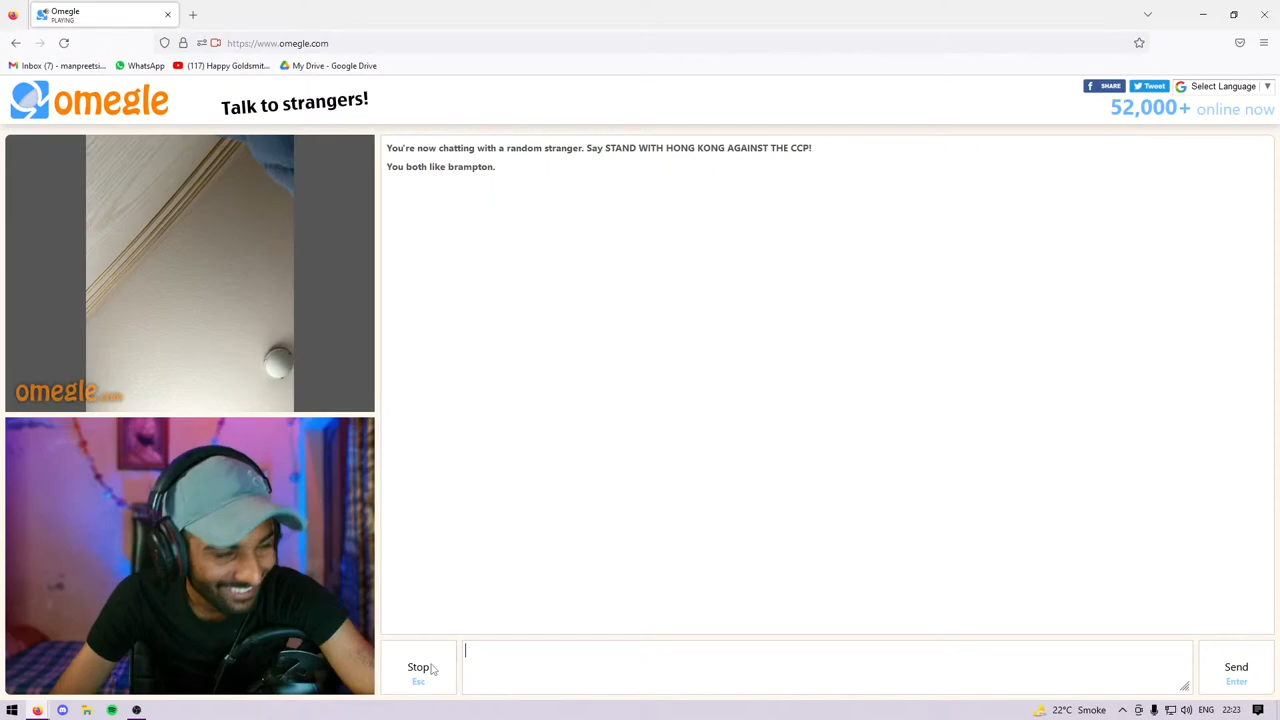 Omegle
PLAYING
https://www.omegle.com
Inbox (7) - manpreetsi...
WhatsApp
(117) Happy Goldsmit...
My Drive - Google Drive
omegle
Talk to strangers!
SHARE
Tweet
Select Language
52,000+ online now
You're now chatting with a random stranger. Say STAND WITH HONG KONG AGAINST THE CCP!
You both like brampton.
omegle.com
Stop
Esc
Send
Enter
22°C Smoke
ENG
22:23